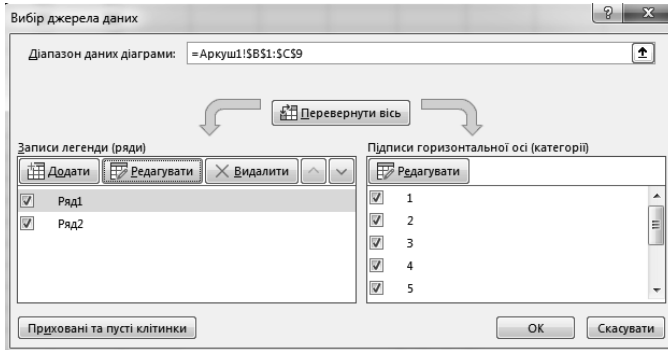 Вибір джерела даних
Діапазон даних діаграми: =Аркуш1!$B$1:$C$9
Перевернути вісь
Записи легенди (ряди)
Підписи горизонтальної осі (категорії)
Додати Редагувати Видалити
Редагувати
Ряд1
Ряд2
1
2
3
4
5
Приховані та пусті клітинки
ОК Скасувати